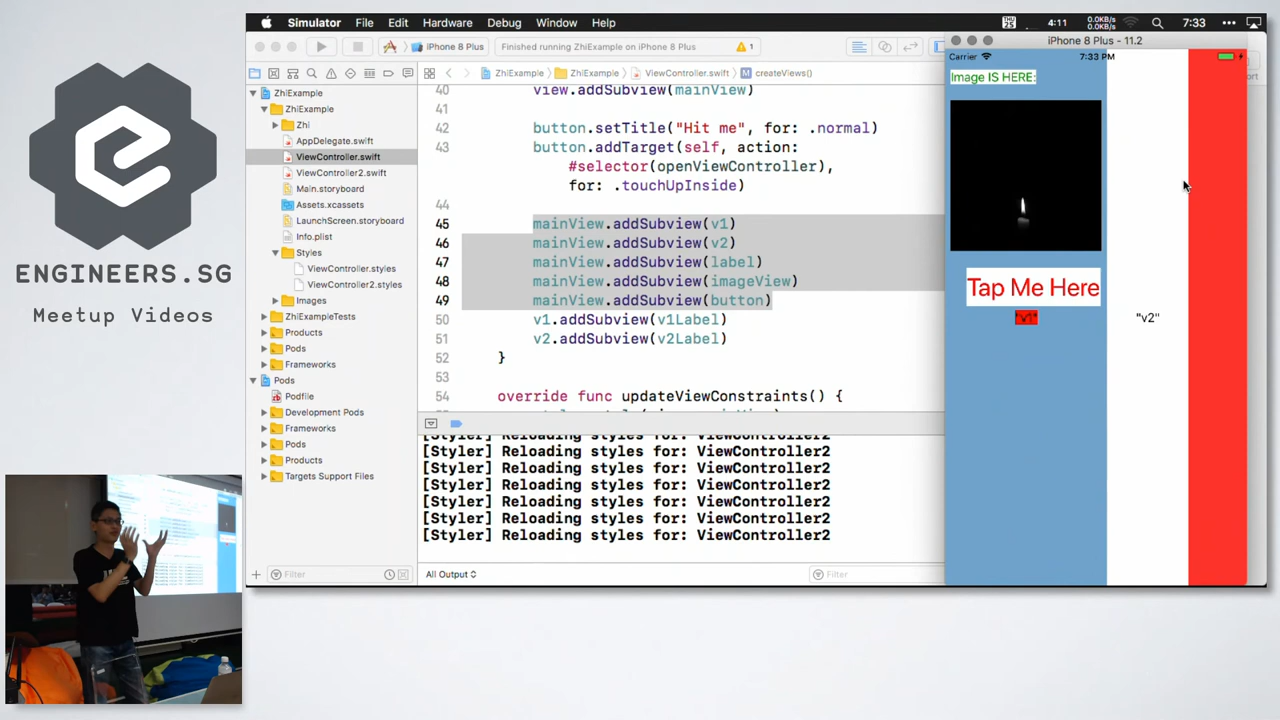 ENGINEERS.SG
Meetup Videos
Simulator File Edit Hardware Debug Window Help
THU 25 4:11 0.0KB/s 0.0KB/s 7:33
iPhone 8 Plus Finished running ZhiExample on iPhone 8 Plus 1
iPhone 8 Plus - 11.2
ZhiExample ZhiExample ViewController.swift M createViews()
ZhiExample
ZhiExample
Zhi
AppDelegate.swift
ViewController.swift
ViewController2.swift
Main.storyboard
Assets.xcassets
LaunchScreen.storyboard
Info.plist
Styles
ViewController.styles
ViewController2.styles
Images
ZhiExampleTests
Products
Pods
Frameworks
Pods
Podfile
Development Pods
Frameworks
Pods
Products
Targets Support Files
Filter
40 view.addSubview(mainView)
41
42 button.setTitle("Hit me", for: .normal)
43 button.addTarget(self, action:
#selector(openViewController),
for: .touchUpInside)
44
45 mainView.addSubview(v1)
46 mainView.addSubview(v2)
47 mainView.addSubview(label)
48 mainView.addSubview(imageView)
49 mainView.addSubview(button)
50 v1.addSubview(v1Label)
51 v2.addSubview(v2Label)
52 }
53
54 override func updateViewConstraints() {
[Styler] Reloading styles for: ViewController2
[Styler] Reloading styles for: ViewController2
[Styler] Reloading styles for: ViewController2
[Styler] Reloading styles for: ViewController2
[Styler] Reloading styles for: ViewController2
[Styler] Reloading styles for: ViewController2
[Styler] Reloading styles for: ViewController2
All Output Filter
Carrier 7:33 PM
Image IS HERE:
Tap Me Here
"v1" "v2"